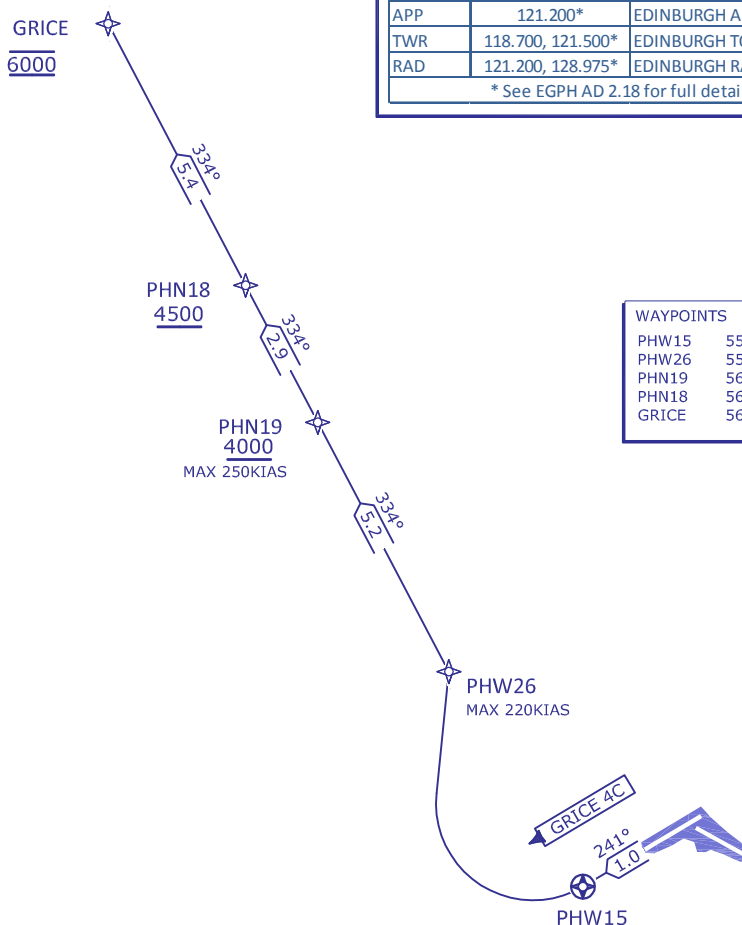 APP 121.200* EDINBURGH A
TWR 118.700, 121.500* EDINBURGH TO
RAD 121.200, 128.975* EDINBURGH RA
* See EGPH AD 2.18 for full detai
GRICE
6000
334°
5.4
PHN18
4500
334°
2.9
WAYPOINTS
PHW15 55
PHW26 55
PHN19 56
PHN18 56
GRICE 56
PHN19
4000
MAX 250KIAS
334°
5.2
PHW26
MAX 220KIAS
GRICE 4C
241°
1.0
PHW15